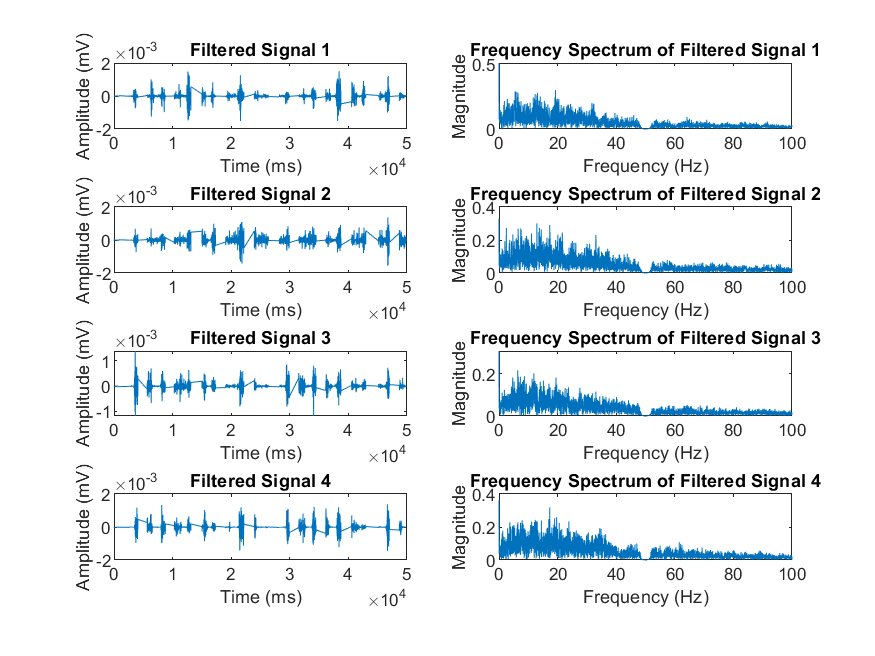 ×10-3
Filtered Signal 1
Amplitude (mV)
2
0
-2
0 1 2 3 4 5
Time (ms)
×10^4
Frequency Spectrum of Filtered Signal 1
Magnitude
0.5
0
0 20 40 60 80 100
Frequency (Hz)
×10-3
Filtered Signal 2
Amplitude (mV)
2
0
-2
0 1 2 3 4 5
Time (ms)
×10^4
Frequency Spectrum of Filtered Signal 2
Magnitude
0.4
0.2
0
0 20 40 60 80 100
Frequency (Hz)
×10-3
Filtered Signal 3
Amplitude (mV)
1
0
-1
0 1 2 3 4 5
Time (ms)
×10^4
Frequency Spectrum of Filtered Signal 3
Magnitude
0.2
0
0 20 40 60 80 100
Frequency (Hz)
×10-3
Filtered Signal 4
Amplitude (mV)
2
0
-2
0 1 2 3 4 5
Time (ms)
×10^4
Frequency Spectrum of Filtered Signal 4
Magnitude
0.4
0.2
0
0 20 40 60 80 100
Frequency (Hz)